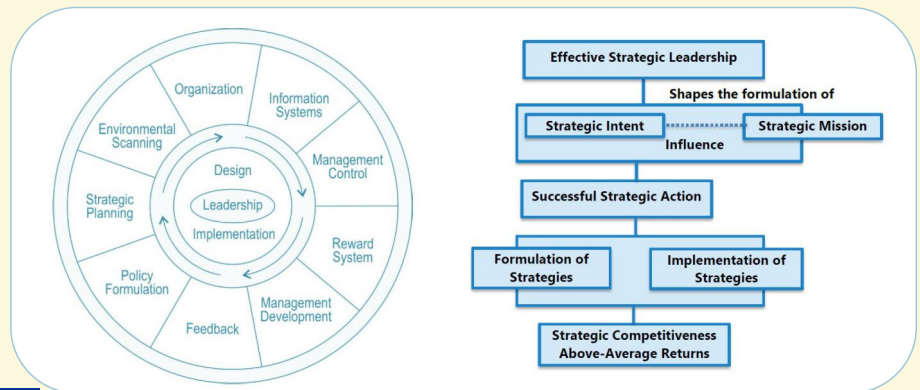 Organization
Information
Systems
Management
Control
Reward
System
Management
Development
Feedback
Policy
Formulation
Strategic
Planning
Environmental
Scanning
Design
Leadership
Implementation
Effective Strategic Leadership
Shapes the formulation of
Strategic Intent
Strategic Mission
Influence
Successful Strategic Action
Formulation of
Strategies
Implementation of
Strategies
Strategic Competitiveness
Above-Average Returns